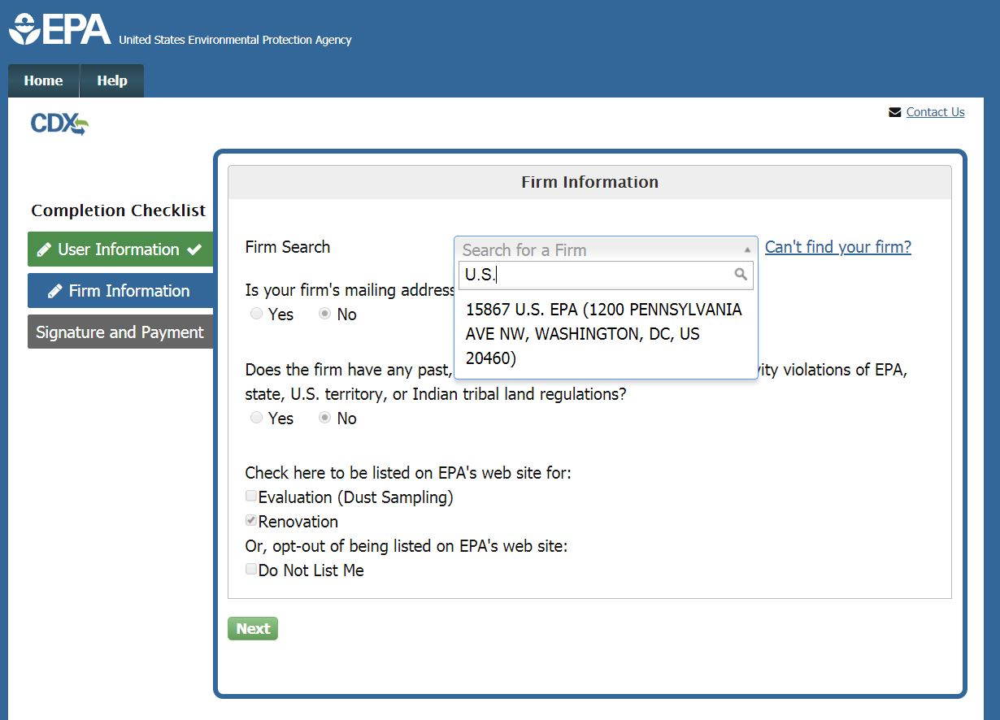 EPA United States Environmental Protection Agency
Home Help
CDX
Contact Us
Firm Information
Completion Checklist
User Information
Firm Information
Signature and Payment
Firm Search
Search for a Firm
Can't find your firm?
U.S.
15867 U.S. EPA (1200 PENNSYLVANIA
AVE NW, WASHINGTON, DC, US
20460)
Is your firm's mailing address
Yes No
Does the firm have any past, vity violations of EPA,
state, U.S. territory, or Indian tribal land regulations?
Yes No
Check here to be listed on EPA's web site for:
Evaluation (Dust Sampling)
Renovation
Or, opt-out of being listed on EPA's web site:
Do Not List Me
Next